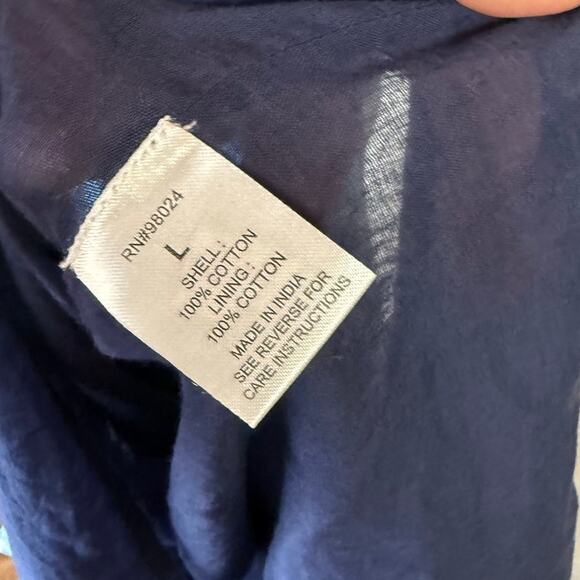 RN#98024
L
SHELL :
100% COTTON
LINING :
100% COTTON
MADE IN INDIA
SEE REVERSE FOR
CARE INSTRUCTIONS